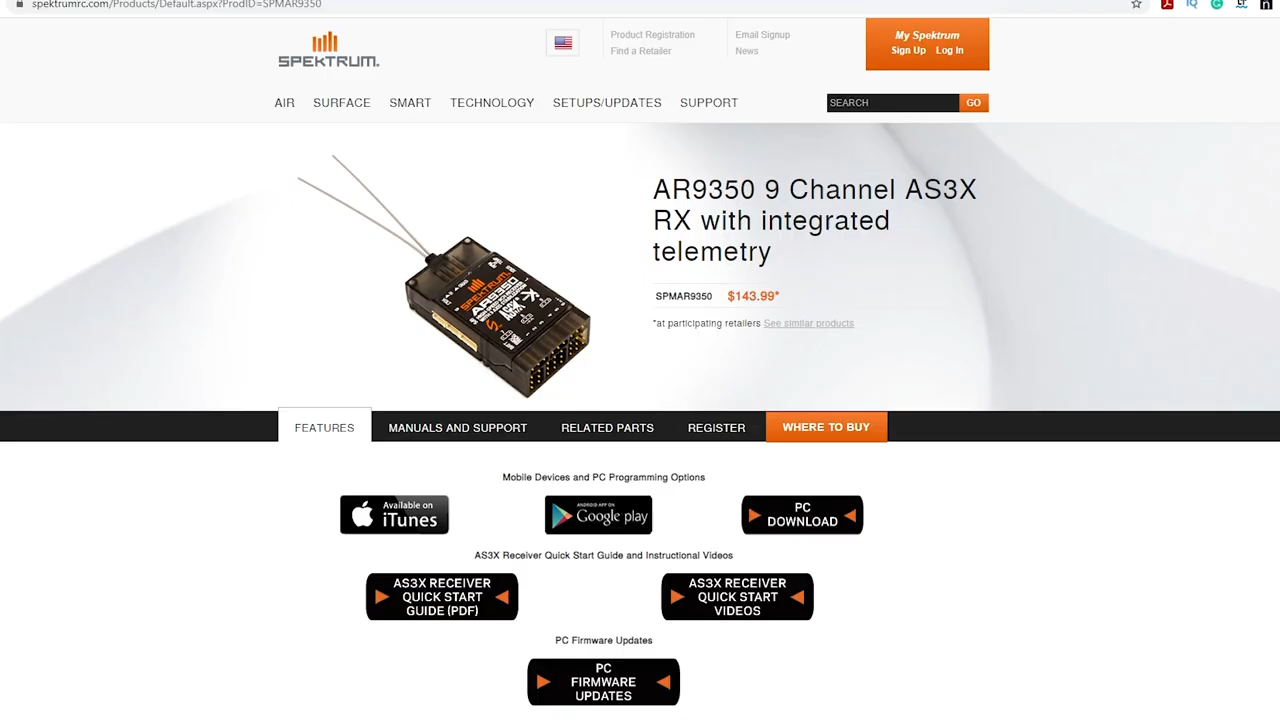 spektrumrc.com/Products/Default.aspx?ProdID=SPMAR9350
SPEKTRUM
Product Registration
Find a Retailer
Email Signup
News
My Spektrum
Sign Up Log In
AIR SURFACE SMART TECHNOLOGY SETUPS/UPDATES SUPPORT
SEARCH GO
AR9350 9 Channel AS3X
RX with integrated
telemetry
SPMAR9350 $143.99*
*at participating retailers See similar products
SPEKTRUM
AR9350
FEATURES MANUALS AND SUPPORT RELATED PARTS REGISTER WHERE TO BUY
Mobile Devices and PC Programming Options
Available on
iTunes
ANDROID APP ON
Google play
PC
DOWNLOAD
AS3X Receiver Quick Start Guide and Instructional Videos
AS3X RECEIVER
QUICK START
GUIDE (PDF)
AS3X RECEIVER
QUICK START
VIDEOS
PC Firmware Updates
PC
FIRMWARE
UPDATES